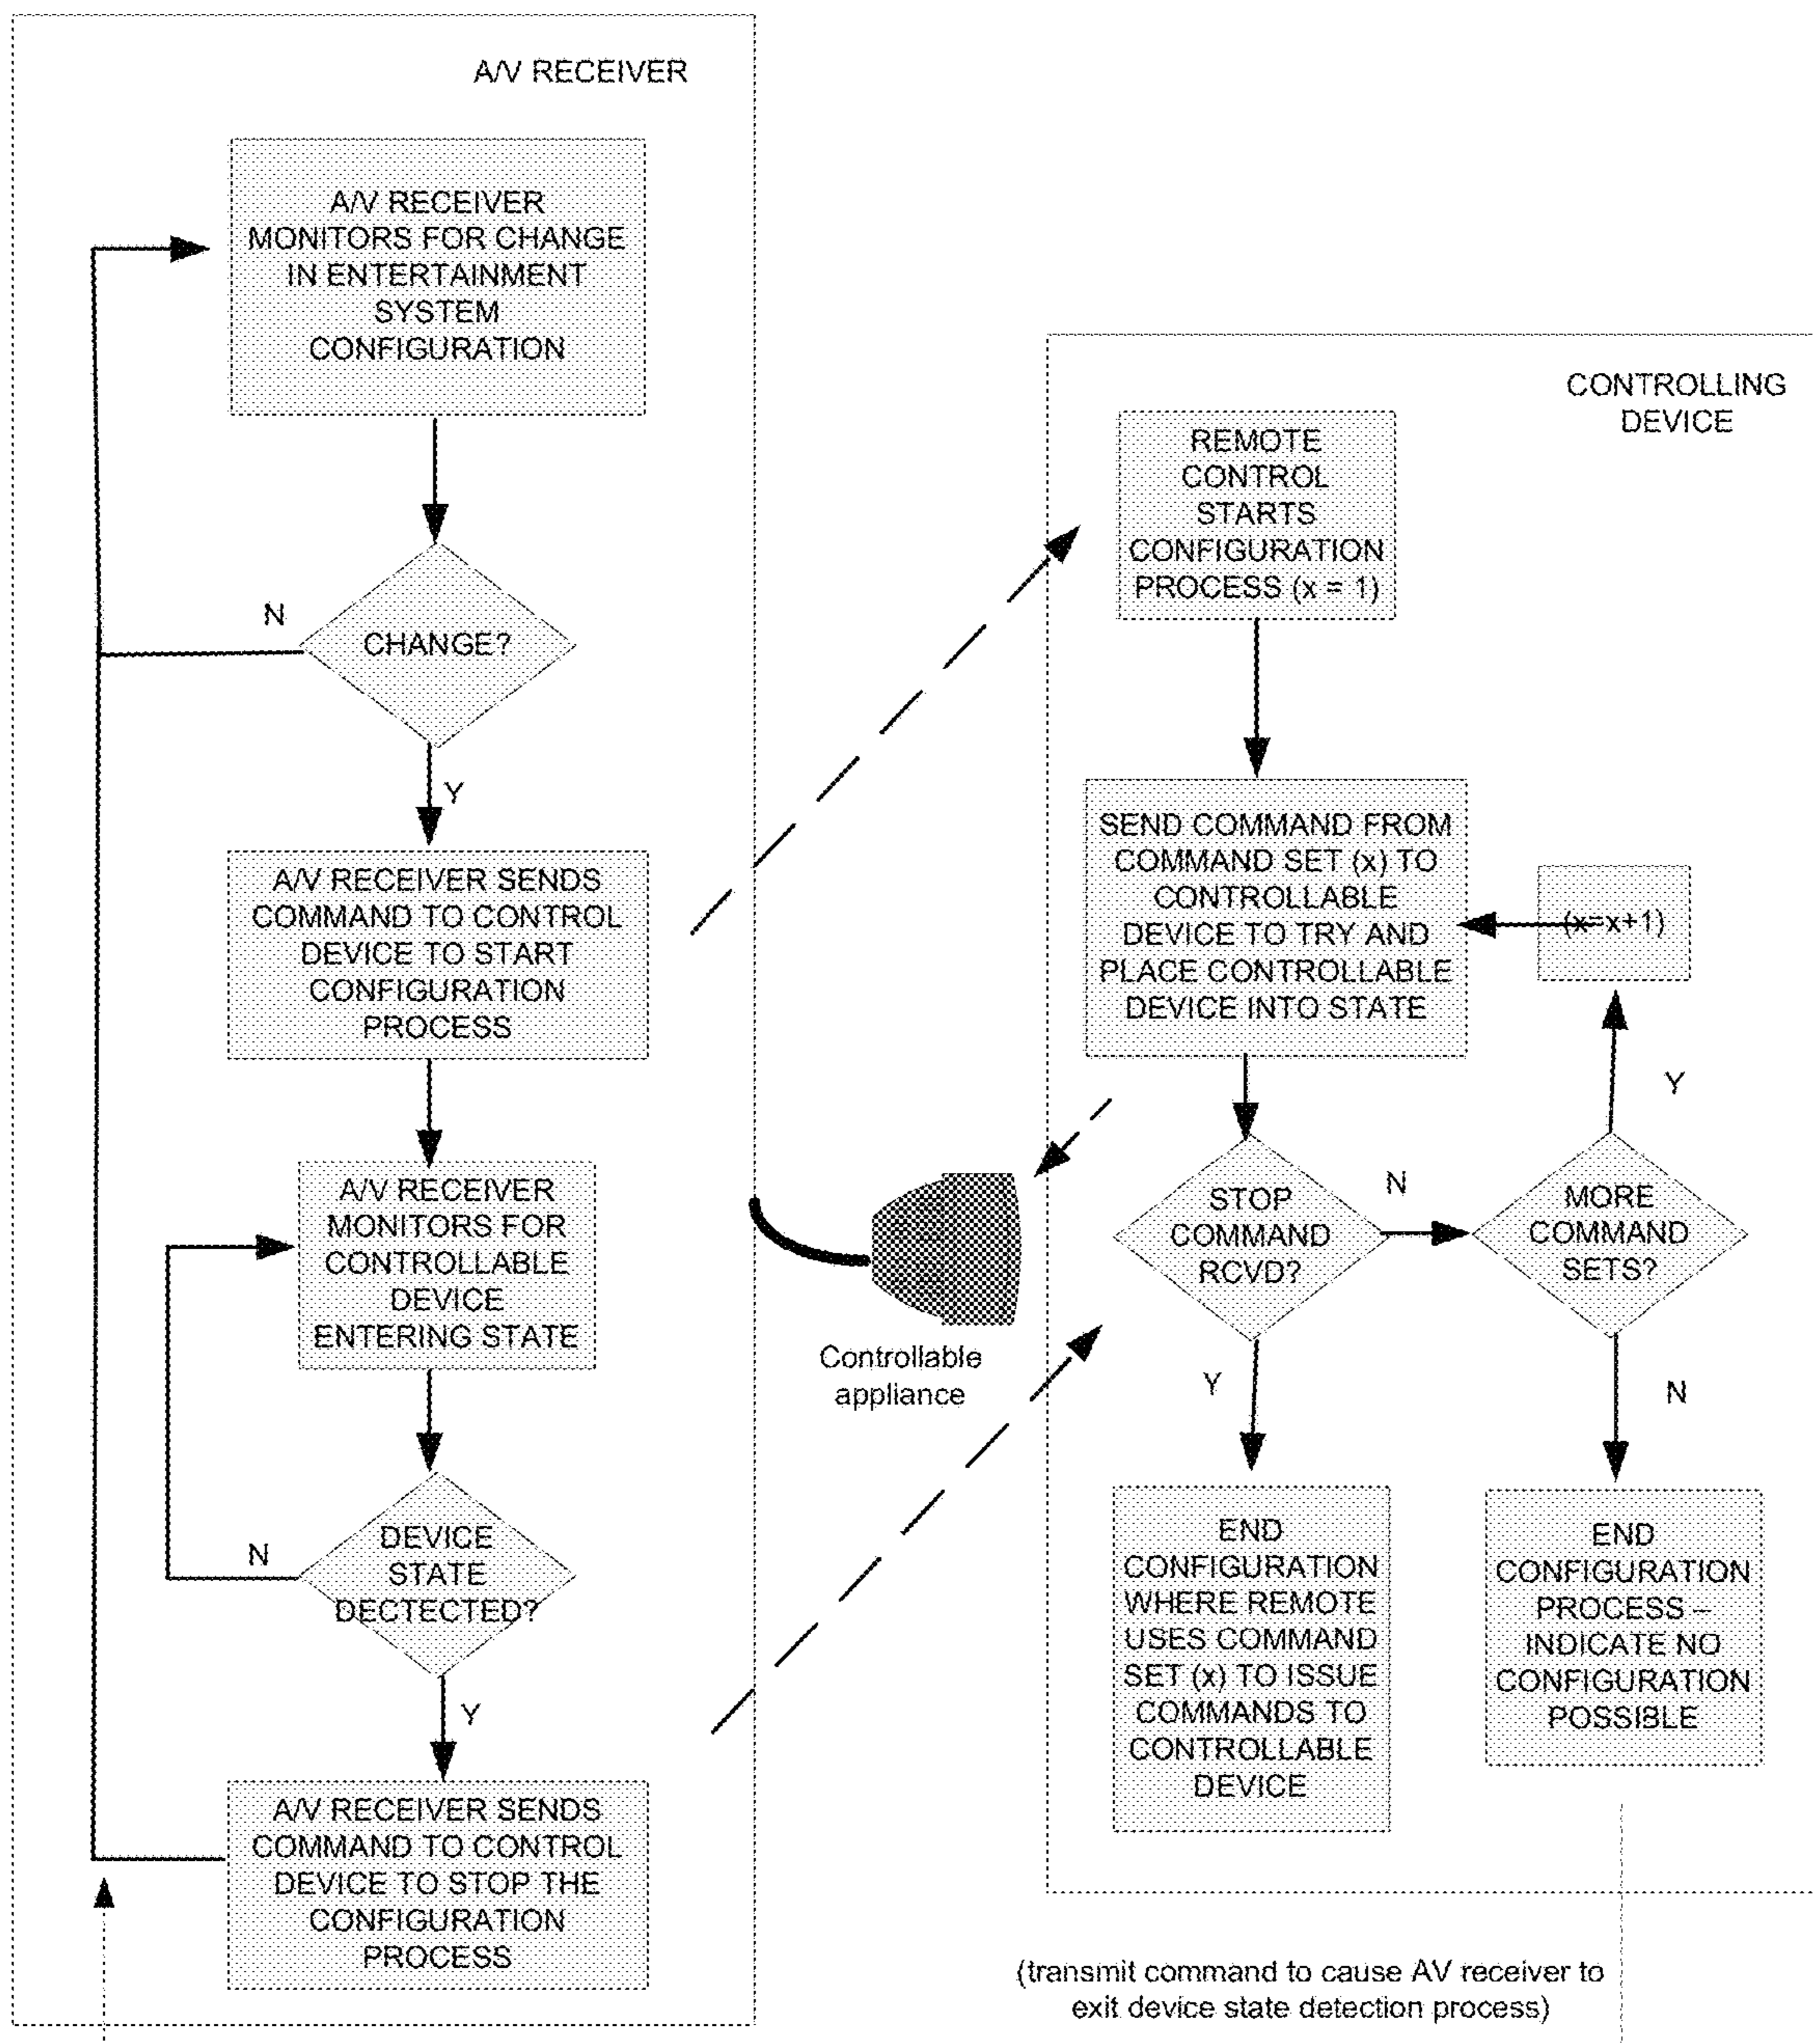 A/V RECEIVER
A/V RECEIVER
MONITORS FOR CHANGE
IN ENTERTAINMENT
SYSTEM
CONFIGURATION
CHANGE?
N
Y
A/V RECEIVER SENDS
COMMAND TO CONTROL
DEVICE TO START
CONFIGURATION
PROCESS
A/V RECEIVER
MONITORS FOR
CONTROLLABLE
DEVICE
ENTERING STATE
DEVICE
STATE
DECTECTED?
N
Y
A/V RECEIVER SENDS
COMMAND TO CONTROL
DEVICE TO STOP THE
CONFIGURATION
PROCESS
Controllable
appliance
CONTROLLING
DEVICE
REMOTE
CONTROL
STARTS
CONFIGURATION
PROCESS (x = 1)
SEND COMMAND FROM
COMMAND SET (x) TO
CONTROLLABLE
DEVICE TO TRY AND
PLACE CONTROLLABLE
DEVICE INTO STATE
(x=x+1)
Y
STOP
COMMAND
RCVD?
N
MORE
COMMAND
SETS?
Y
N
END
CONFIGURATION
WHERE REMOTE
USES COMMAND
SET (x) TO ISSUE
COMMANDS TO
CONTROLLABLE
DEVICE
END
CONFIGURATION
PROCESS –
INDICATE NO
CONFIGURATION
POSSIBLE
(transmit command to cause AV receiver to
exit device state detection process)